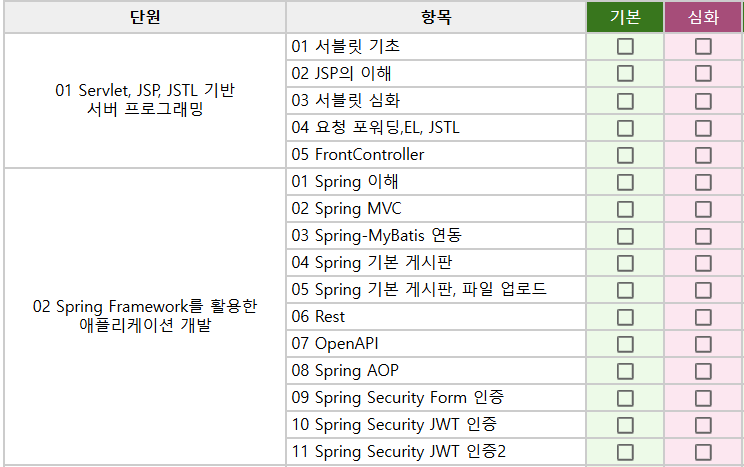 단원 항목 기본 심화
01 Servlet, JSP, JSTL 기반
서버 프로그래밍
01 서블릿 기초
02 JSP의 이해
03 서블릿 심화
04 요청 포워딩,EL, JSTL
05 FrontController
02 Spring Framework를 활용한
애플리케이션 개발
01 Spring 이해
02 Spring MVC
03 Spring-MyBatis 연동
04 Spring 기본 게시판
05 Spring 기본 게시판, 파일 업로드
06 Rest
07 OpenAPI
08 Spring AOP
09 Spring Security Form 인증
10 Spring Security JWT 인증
11 Spring Security JWT 인증2